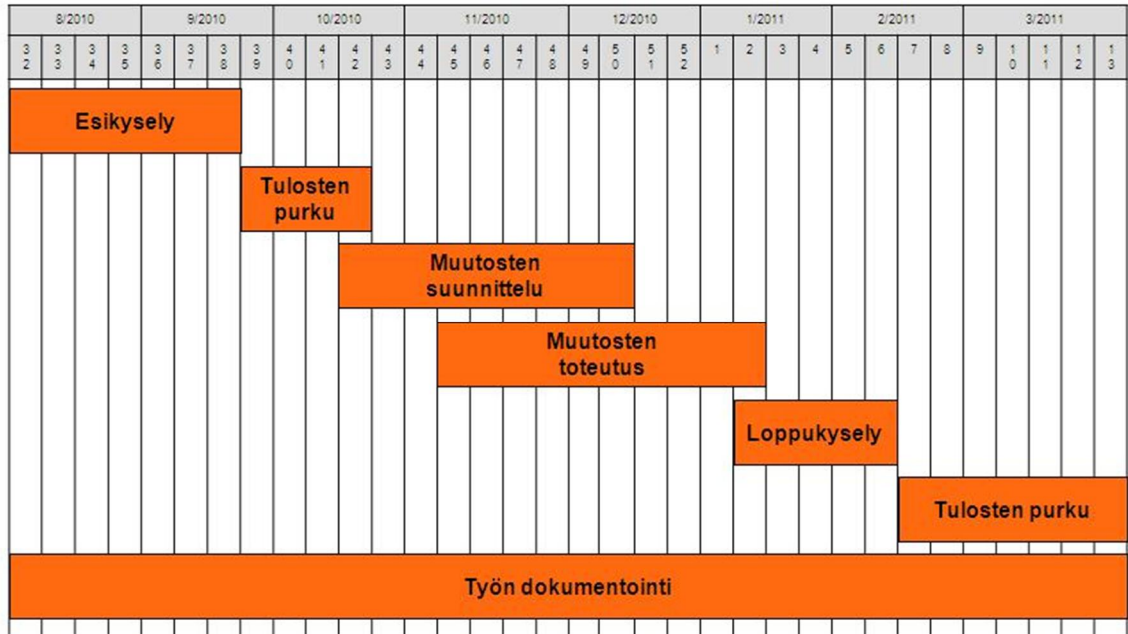 8/2010 9/2010 10/2010 11/2010 12/2010 1/2011 2/2011 3/2011
32 33 34 35 36 37 38 39 40 41 42 43 44 45 46 47 48 49 50 51 52 1 2 3 4 5 6 7 8 9 10 11 12 13
Esikysely
Tulosten
purku
Muutosten
suunnittelu
Muutosten
toteutus
Loppukysely
Tulosten purku
Työn dokumentointi